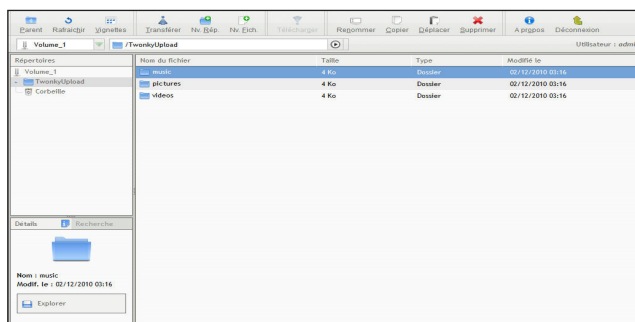 Parent Rafraichir Vignettes Transférer Nv. Rép. Nv. Fich. Télécharger Renommer Copier Déplacer Supprimer A propos Déconnexion
Volume_1 /TwonkyUpload Utilisateur : admi
Répertoires Nom du fichier Taille Type Modifié le
Volume_1 music 4 Ko Dossier 02/12/2010 03:16
TwonkyUpload pictures 4 Ko Dossier 02/12/2010 03:16
Corbeille videos 4 Ko Dossier 02/12/2010 03:16
Détails Recherche
Nom : music
Modif. le : 02/12/2010 03:16
Explorer